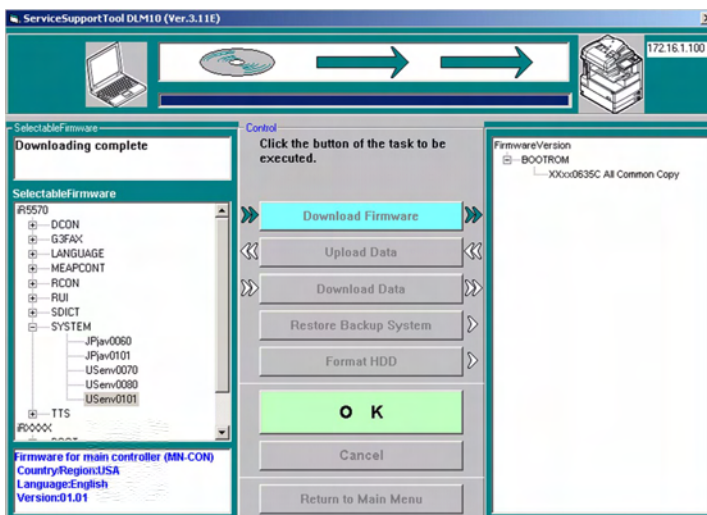 ServiceSupportTool DLM10 (Ver.3.11E)
172.16.1.100
SelectableFirmware
Downloading complete
SelectableFirmware
iR5570
DCON
G3FAX
LANGUAGE
MEAPCONT
RCON
RUI
SDICT
SYSTEM
JPjav0060
JPjav0101
USenv0070
USenv0080
USenv0101
TTS
iRXXXX
Firmware for main controller (MN-CON)
Country/Region:USA
Language:English
Version:01.01
Control
Click the button of the task to be
executed.
Download Firmware
Upload Data
Download Data
Restore Backup System
Format HDD
O K
Cancel
Return to Main Menu
FirmwareVersion
BOOTROM
XXxx0635C All Common Copy